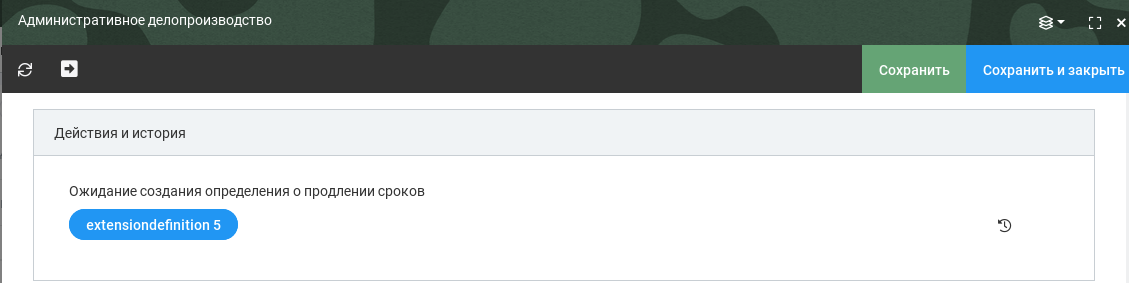 Административное делопроизводство
Сохранить
Сохранить и закрыть
Действия и история
Ожидание создания определения о продлении сроков
extensiondefinition 5